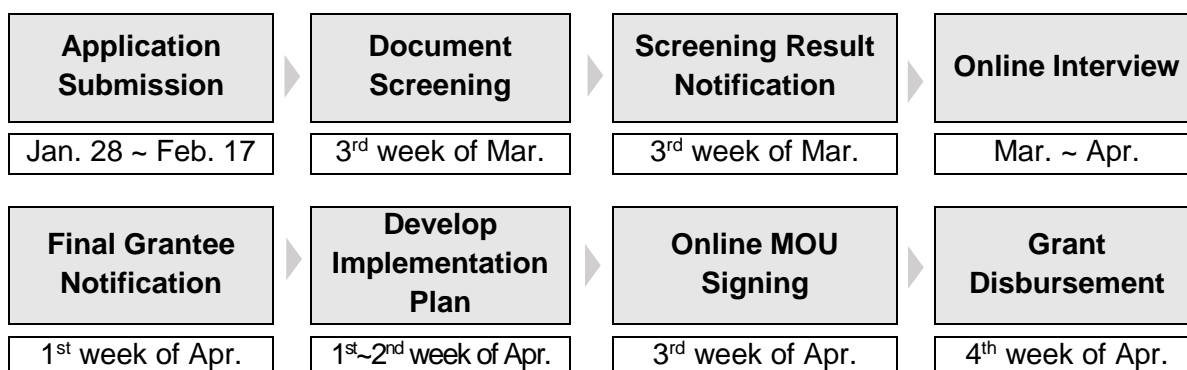 Application
Submission
Document
Screening
Screening Result
Notification
Online Interview
Jan. 28 ~ Feb. 17
3rd week of Mar.
3rd week of Mar.
Mar. ~ Apr.
Final Grantee
Notification
Develop
Implementation
Plan
Online MOU
Signing
Grant
Disbursement
1st week of Apr.
1st~2nd week of Apr.
3rd week of Apr.
4th week of Apr.